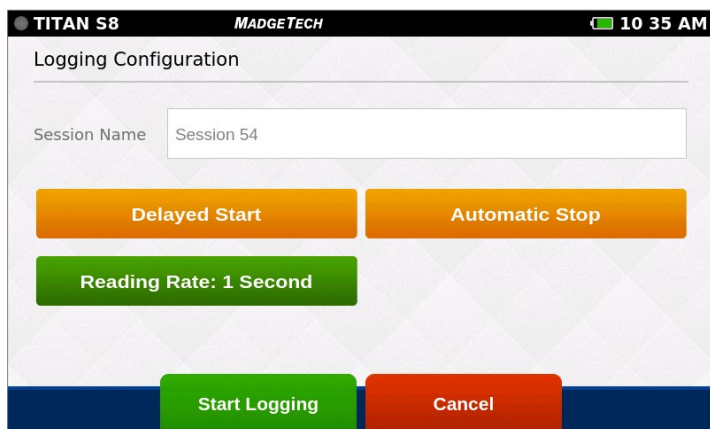 TITAN S8 MADGETECH 10 35 AM
Logging Configuration
Session Name Session 54
Delayed Start Automatic Stop
Reading Rate: 1 Second
Start Logging Cancel